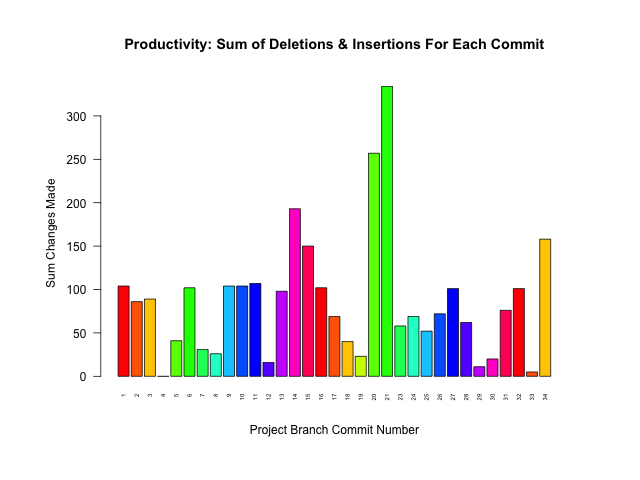 Productivity: Sum of Deletions & Insertions For Each Commit
Sum Changes Made
300
250
200
150
100
50
0
1 2 3 4 5 6 7 8 9 10 11 12 13 14 15 16 17 18 19 20 21 23 24 25 26 27 28 29 30 31 32 33 34
Project Branch Commit Number